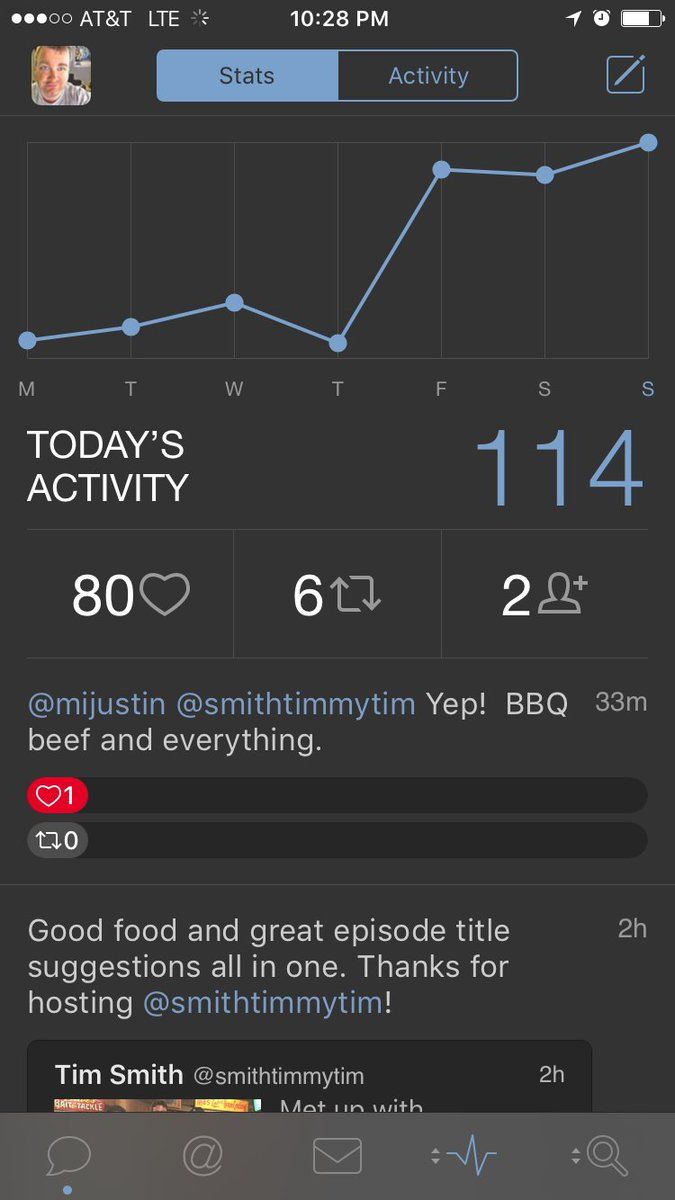 AT&T LTE 10:28 PM
Stats Activity
M T W T F S S
TODAY'S
ACTIVITY
114
80 6 2
@mijustin @smithtimmytim Yep! BBQ 33m
beef and everything.
1
0
Good food and great episode title 2h
suggestions all in one. Thanks for
hosting @smithtimmytim!
Tim Smith @smithtimmytim 2h
BAIT & TACKLE
Met up with
@